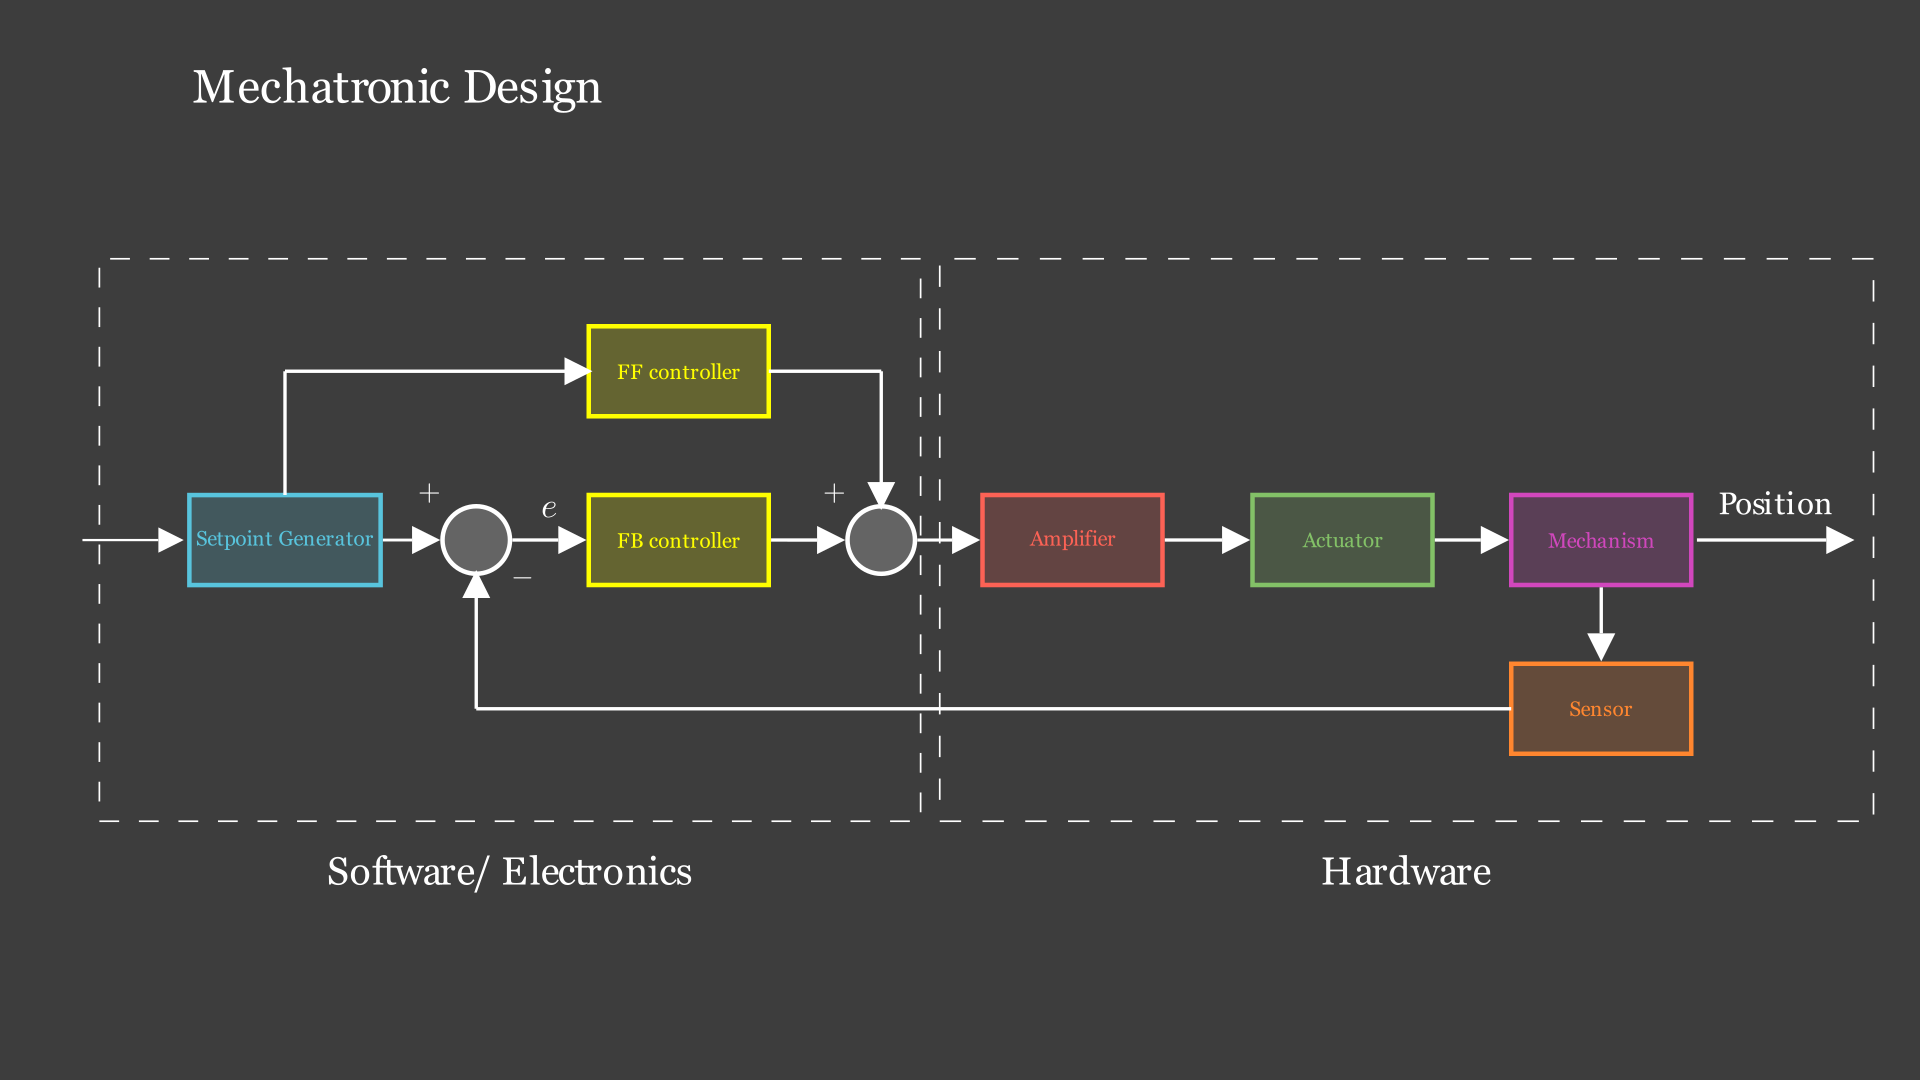 Mechatronic Design
FF controller
+
e
+
Position
Setpoint Generator
FB controller
Amplifier
Actuator
Mechanism
−
Sensor
Software/ Electronics
Hardware